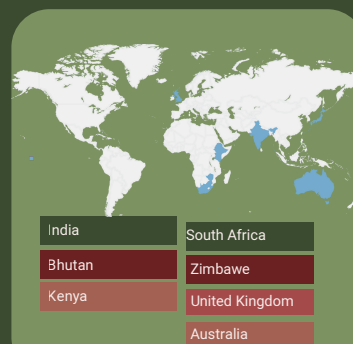 India
Bhutan
Kenya
South Africa
Zimbawe
United Kingdom
Australia